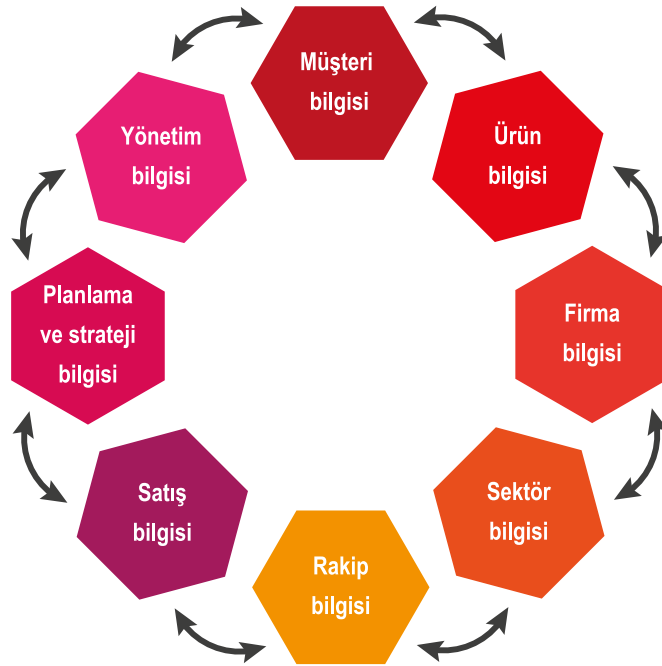 Müşteri
bilgisi
Ürün
bilgisi
Firma
bilgisi
Sektör
bilgisi
Rakip
bilgisi
Satış
bilgisi
Planlama
ve strateji
bilgisi
Yönetim
bilgisi